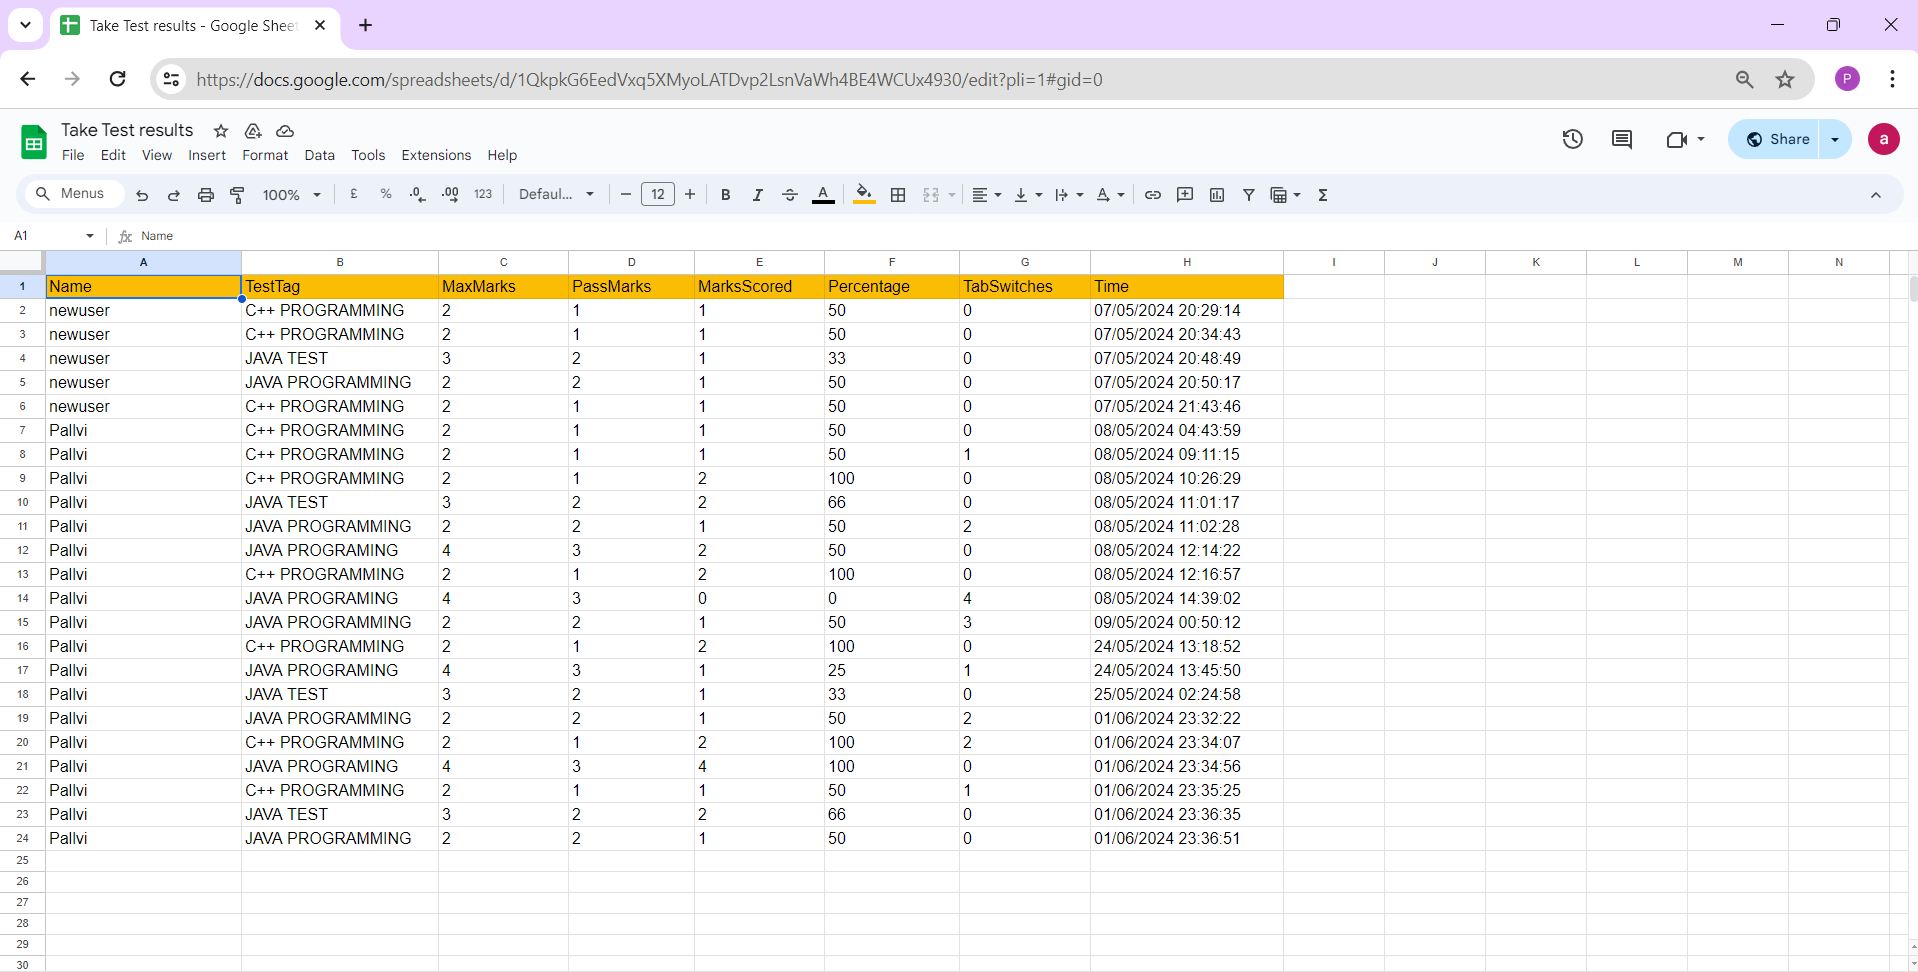 Take Test results - Google Sheet
https://docs.google.com/spreadsheets/d/1QkpkG6EedVxq5XMyoLATDvp2LsnVaWh4BE4WCUx4930/edit?pli=1#gid=0 P
Take Test results
File Edit View Insert Format Data Tools Extensions Help Share a
Menus 100% £ % .0 .00 123 Defaul... 12 B I A
A1 fx Name
A B C D E F G H I J K L M N
1 Name TestTag MaxMarks PassMarks MarksScored Percentage TabSwitches Time
2 newuser C++ PROGRAMMING 2 1 1 50 0 07/05/2024 20:29:14
3 newuser C++ PROGRAMMING 2 1 1 50 0 07/05/2024 20:34:43
4 newuser JAVA TEST 3 2 1 33 0 07/05/2024 20:48:49
5 newuser JAVA PROGRAMMING 2 2 1 50 0 07/05/2024 20:50:17
6 newuser C++ PROGRAMMING 2 1 1 50 0 07/05/2024 21:43:46
7 Pallvi C++ PROGRAMMING 2 1 1 50 0 08/05/2024 04:43:59
8 Pallvi C++ PROGRAMMING 2 1 1 50 1 08/05/2024 09:11:15
9 Pallvi C++ PROGRAMMING 2 1 2 100 0 08/05/2024 10:26:29
10 Pallvi JAVA TEST 3 2 2 66 0 08/05/2024 11:01:17
11 Pallvi JAVA PROGRAMMING 2 2 1 50 2 08/05/2024 11:02:28
12 Pallvi JAVA PROGRAMING 4 3 2 50 0 08/05/2024 12:14:22
13 Pallvi C++ PROGRAMMING 2 1 2 100 0 08/05/2024 12:16:57
14 Pallvi JAVA PROGRAMING 4 3 0 0 4 08/05/2024 14:39:02
15 Pallvi JAVA PROGRAMMING 2 2 1 50 3 09/05/2024 00:50:12
16 Pallvi C++ PROGRAMMING 2 1 2 100 0 24/05/2024 13:18:52
17 Pallvi JAVA PROGRAMING 4 3 1 25 1 24/05/2024 13:45:50
18 Pallvi JAVA TEST 3 2 1 33 0 25/05/2024 02:24:58
19 Pallvi JAVA PROGRAMMING 2 2 1 50 2 01/06/2024 23:32:22
20 Pallvi C++ PROGRAMMING 2 1 2 100 2 01/06/2024 23:34:07
21 Pallvi JAVA PROGRAMING 4 3 4 100 0 01/06/2024 23:34:56
22 Pallvi C++ PROGRAMMING 2 1 1 50 1 01/06/2024 23:35:25
23 Pallvi JAVA TEST 3 2 2 66 0 01/06/2024 23:36:35
24 Pallvi JAVA PROGRAMMING 2 2 1 50 0 01/06/2024 23:36:51
25
26
27
28
29
30